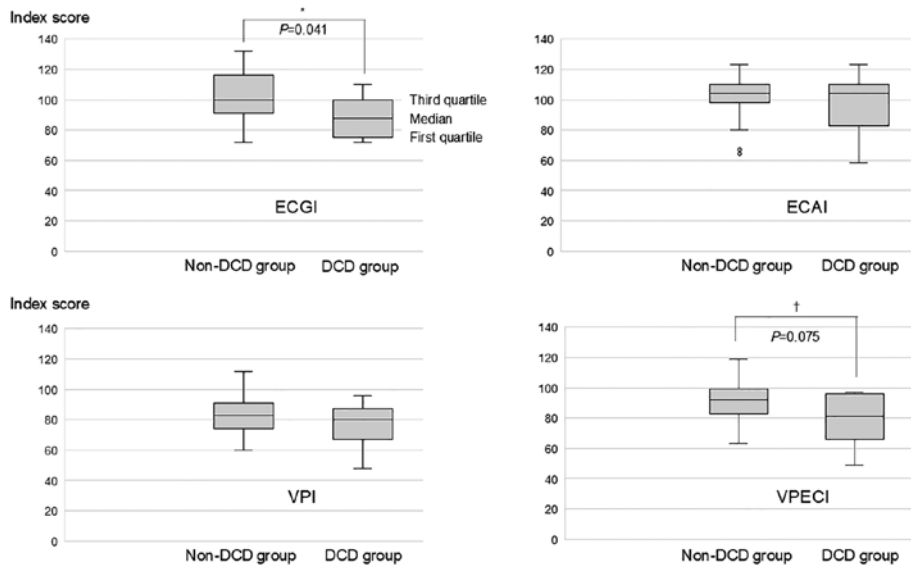 Index score
*
P=0.041
140
120
100
80
60
40
20
0
Third quartile
Median
First quartile
ECGI
Non-DCD group
DCD group
140
120
100
80
60
40
20
0
ECAI
Non-DCD group
DCD group
Index score
140
120
100
80
60
40
20
0
VPI
Non-DCD group
DCD group
†
P=0.075
140
120
100
80
60
40
20
0
VPECI
Non-DCD group
DCD group